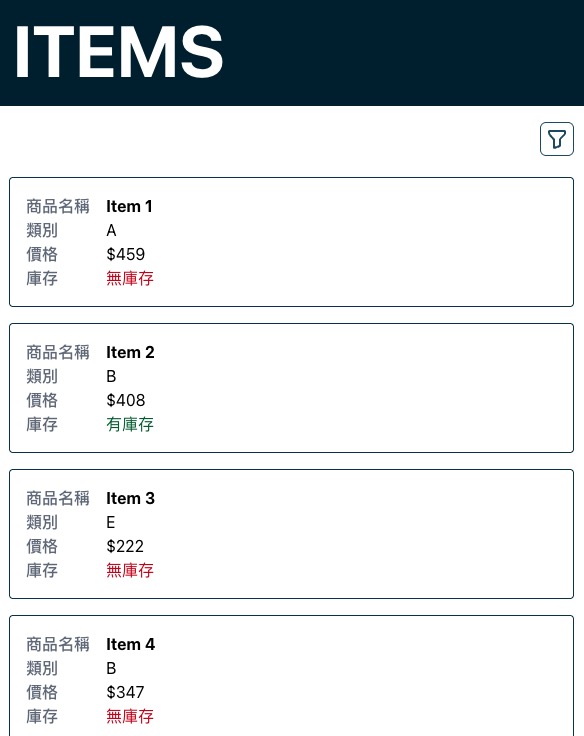 ITEMS
商品名稱 Item 1
類別 A
價格 $459
庫存 無庫存
商品名稱 Item 2
類別 B
價格 $408
庫存 有庫存
商品名稱 Item 3
類別 E
價格 $222
庫存 無庫存
商品名稱 Item 4
類別 B
價格 $347
庫存 無庫存